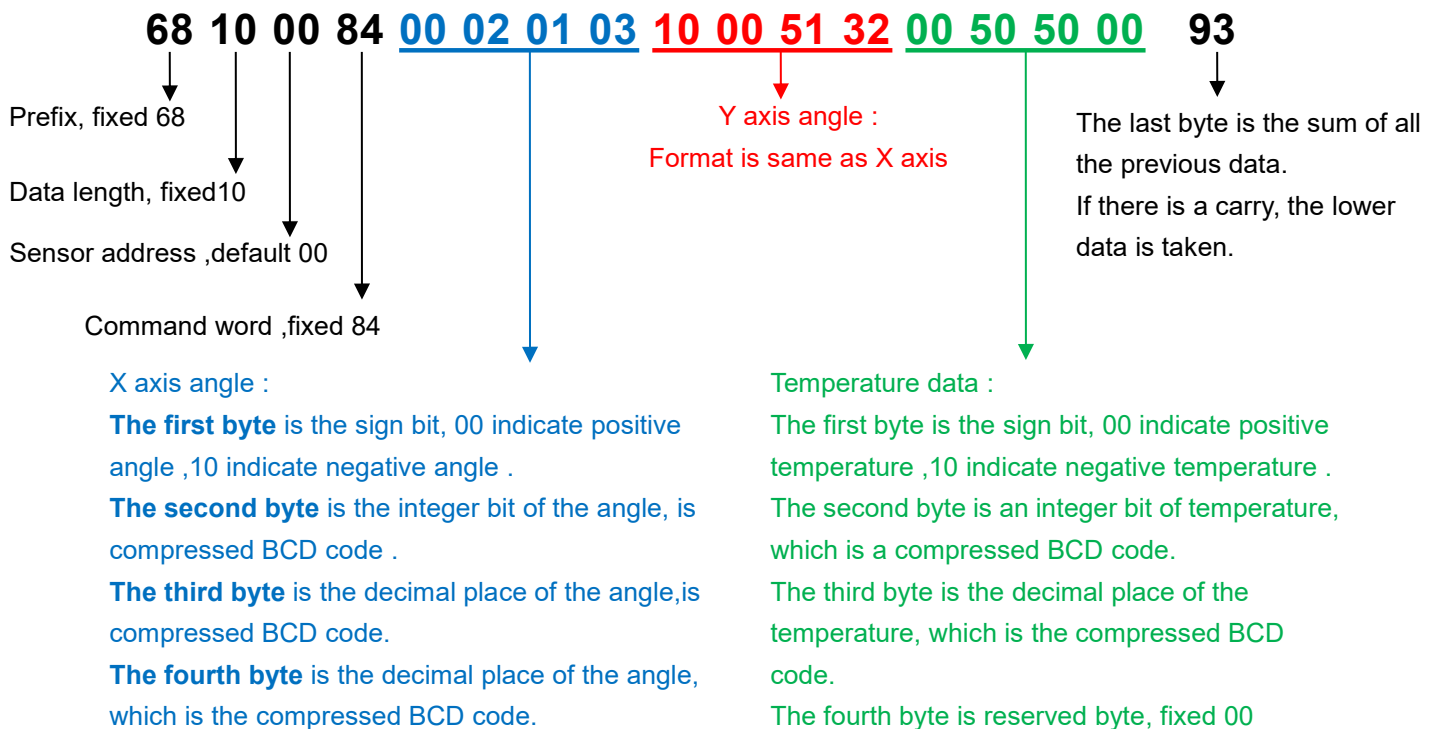 68 10 00 84 00 02 01 03 10 00 51 32 00 50 50 00 93
Prefix, fixed 68
Data length, fixed10
Sensor address ,default 00
Command word ,fixed 84
Y axis angle :
Format is same as X axis
The last byte is the sum of all
the previous data.
If there is a carry, the lower
data is taken.
X axis angle :
The first byte is the sign bit, 00 indicate positive
angle ,10 indicate negative angle .
The second byte is the integer bit of the angle, is
compressed BCD code .
The third byte is the decimal place of the angle,is
compressed BCD code.
The fourth byte is the decimal place of the angle,
which is the compressed BCD code.
Temperature data :
The first byte is the sign bit, 00 indicate positive
temperature ,10 indicate negative temperature .
The second byte is an integer bit of temperature,
which is a compressed BCD code.
The third byte is the decimal place of the
temperature, which is the compressed BCD
code.
The fourth byte is reserved byte, fixed 00